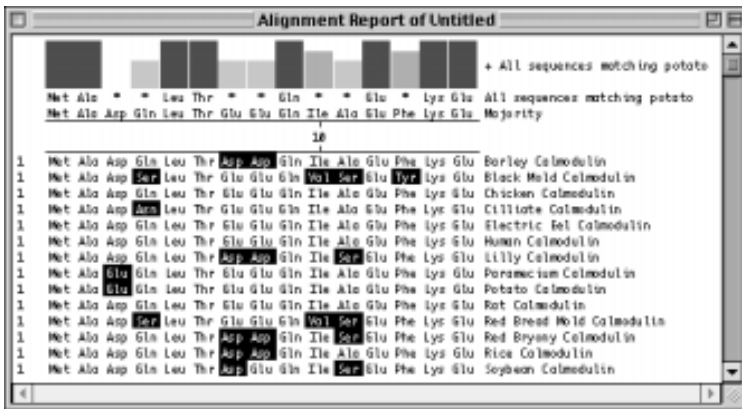 Alignment Report of Untitled
+ All sequences matching potato
Met Ala * * Leu Thr * * Gln * * Glu * Lys Glu All sequences matching potato
Met Ala Asp Gln Leu Thr Glu Glu Gln Ile Ala Glu Phe Lys Glu Majority
10
1 Met Ala Asp Gln Leu Thr Asp Asp Gln Ile Ala Glu Phe Lys Glu Barley Calmodulin
1 Met Ala Asp Ser Leu Thr Glu Glu Gln Val Ser Glu Tyr Lys Glu Black Mold Calmodulin
1 Met Ala Asp Gln Leu Thr Glu Glu Gln Ile Ala Glu Phe Lys Glu Chicken Calmodulin
1 Met Ala Asp Asn Leu Thr Glu Glu Gln Ile Ala Glu Phe Lys Glu Cilliate Calmodulin
1 Met Ala Asp Gln Leu Thr Glu Glu Gln Ile Ala Glu Phe Lys Glu Electric Eel Calmodulin
1 Met Ala Asp Gln Leu Thr Glu Glu Gln Ile Ala Glu Phe Lys Glu Human Calmodulin
1 Met Ala Asp Gln Leu Thr Asp Asp Gln Ile Ser Glu Phe Lys Glu Lilly Calmodulin
1 Met Ala Glu Gln Leu Thr Glu Glu Gln Ile Ala Glu Phe Lys Glu Paramecium Calmodulin
1 Met Ala Glu Gln Leu Thr Glu Glu Gln Ile Ala Glu Phe Lys Glu Potato Calmodulin
1 Met Ala Asp Gln Leu Thr Glu Glu Gln Ile Ala Glu Phe Lys Glu Rat Calmodulin
1 Met Ala Asp Ser Leu Thr Glu Glu Gln Val Ser Glu Phe Lys Glu Red Bread Mold Calmodulin
1 Met Ala Asp Gln Leu Thr Asp Asp Gln Ile Ser Glu Phe Lys Glu Red Bryony Calmodulin
1 Met Ala Asp Gln Leu Thr Asp Asp Gln Ile Ala Glu Phe Lys Glu Rice Calmodulin
1 Met Ala Asp Gln Leu Thr Asp Glu Gln Ile Ser Glu Phe Lys Glu Soybean Calmodulin